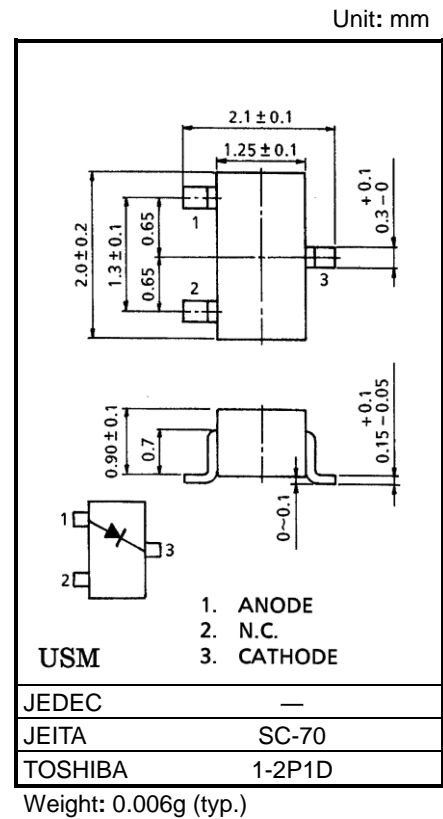 Unit: mm
2.1±0.1
1.25±0.1
+0.1
0.3−0
2.0±0.2
1.3±0.1
0.65
0.65
1
2
3
0.90±0.1
0.7
+0.1
0.15−0.05
0~0.1
1
3
2
1. ANODE
2. N.C.
3. CATHODE
USM
JEDEC —
JEITA SC-70
TOSHIBA 1-2P1D
Weight: 0.006g (typ.)